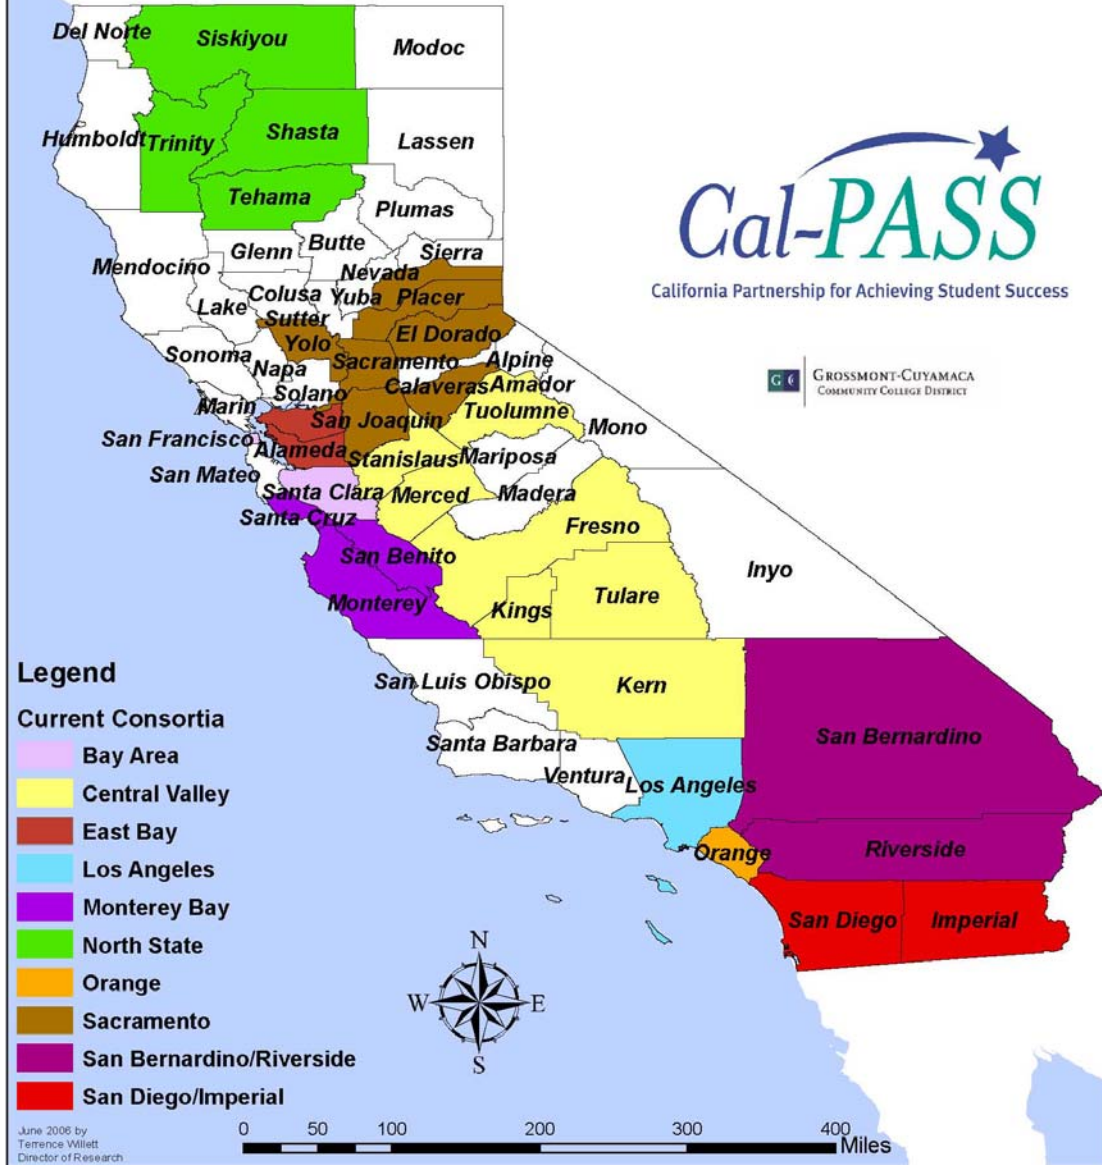 Del Norte
Siskiyou
Modoc
Humboldt
Trinity
Shasta
Lassen
Tehama
Plumas
Mendocino
Glenn
Butte
Sierra
Nevada
Lake
Colusa
Yuba
Placer
Sutter
Yolo
El Dorado
Sonoma
Napa
Sacramento
Alpine
Solano
Calaveras
Amador
Marin
San Joaquin
Tuolumne
Mono
San Francisco
Alameda
Stanislaus
Mariposa
San Mateo
Santa Clara
Merced
Madera
Santa Cruz
Fresno
San Benito
Inyo
Monterey
Kings
Tulare
San Luis Obispo
Kern
Santa Barbara
San Bernardino
Ventura
Los Angeles
Orange
Riverside
San Diego
Imperial
Cal-PASS
California Partnership for Achieving Student Success
GC
GROSSMONT-CUYAMACA
COMMUNITY COLLEGE DISTRICT
Legend
Current Consortia
Bay Area
Central Valley
East Bay
Los Angeles
Monterey Bay
North State
Orange
Sacramento
San Bernardino/Riverside
San Diego/Imperial
N
W E
S
June 2006 by
Terrence Willett
Director of Research
0 50 100 200 300 400
Miles